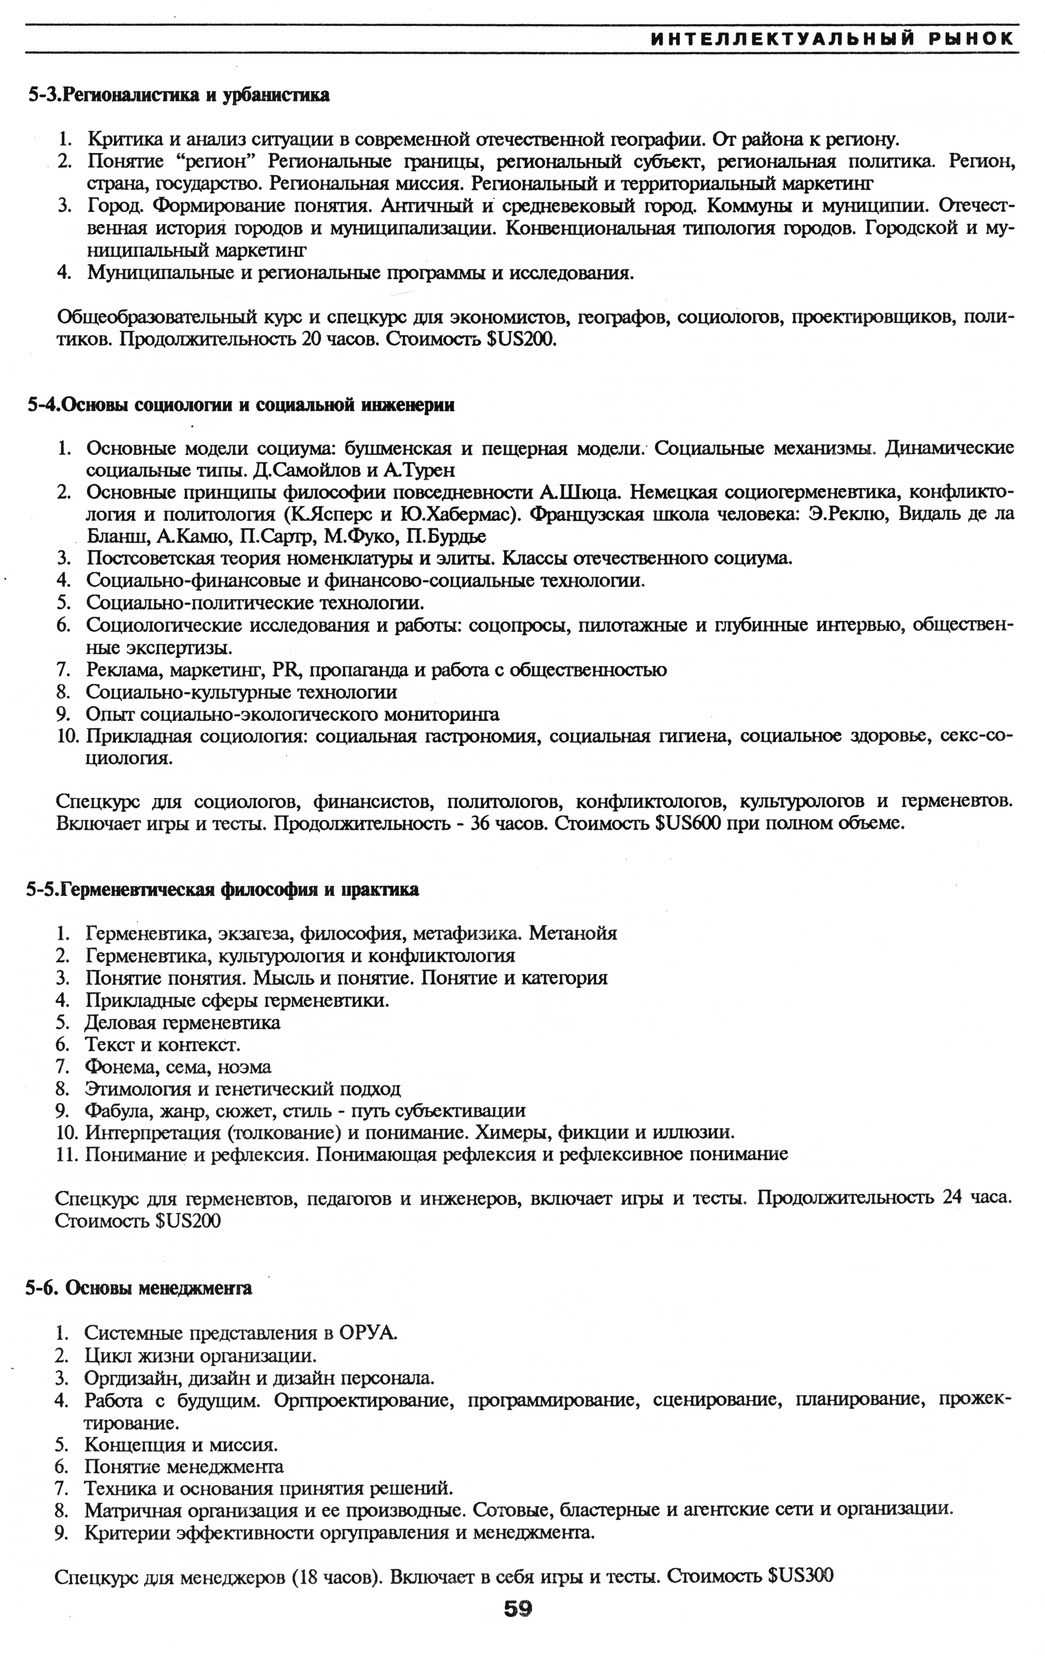 ИНТЕЛЛЕКТУАЛЬНЫЙ РЫНОК
5-3.Регионалистика и урбанистика
1. Критика и анализ ситуации в современной отечественной географии. От района к региону.
2. Понятие “регион” Региональные границы, региональный субъект, региональная политика. Регион,
страна, государство. Региональная миссия. Региональный и территориальный маркетинг
3. Город. Формирование понятия. Античный и средневековый город. Коммуны и муниципии. Отечест-
венная история городов и муниципализации. Конвенциональная типология городов. Городской и му-
ниципальный маркетинг
4. Муниципальные и региональные программы и исследования.
Общеобразовательный курс и спецкурс для экономистов, географов, социологов, проектировщиков, поли-
тиков. Продолжительность 20 часов. Стоимость $US200.
5-4.Основы социологии и социальной инженерии
1. Основные модели социума: бушменская и пещерная модели. Социальные механизмы. Динамические
социальные типы. Д.Самойлов и А.Турен
2. Основные принципы философии повседневности А.Шюца. Немецкая социогерменевтика, конфликто-
логия и политология (К.Ясперс и Ю.Хабермас). Французская школа человека: Э.Реклю, Видаль де ла
Бланш, А.Камю, П.Сартр, М.Фуко, П.Бурдье
3. Постсоветская теория номенклатуры и элиты. Классы отечественного социума.
4. Социально-финансовые и финансово-социальные технологии.
5. Социально-политические технологии.
6. Социологические исследования и работы: соцопросы, пилотажные и глубинные интервью, обществен-
ные экспертизы.
7. Реклама, маркетинг, PR, пропаганда и работа с общественностью
8. Социально-культурные технологии
9. Опыт социально-экологического мониторинга
10. Прикладная социология: социальная гастрономия, социальная гигиена, социальное здоровье, секс-со-
циология.
Спецкурс для социологов, финансистов, политологов, конфликтологов, культурологов и герменевтов.
Включает игры и тесты. Продолжительность - 36 часов. Стоимость $US600 при полном объеме.
5-5.Герменевтическая философия и практика
1. Герменевтика, экзагеза, философия, метафизика. Метанойя
2. Герменевтика, культурология и конфликтология
3. Понятие понятия. Мысль и понятие. Понятие и категория
4. Прикладные сферы герменевтики.
5. Деловая герменевтика
6. Текст и контекст.
7. Фонема, сема, ноэма
8. Этимология и генетический подход
9. Фабула, жанр, сюжет, стиль - путь субъективации
10. Интерпретация (толкование) и понимание. Химеры, фикции и иллюзии.
11. Понимание и рефлексия. Понимающая рефлексия и рефлексивное понимание
Спецкурс для герменевтов, педагогов и инженеров, включает игры и тесты. Продолжительность 24 часа.
Стоимость $US200
5-6. Основы менеджмента
1. Системные представления в ОРУА.
2. Цикл жизни организации.
3. Оргдизайн, дизайн и дизайн персонала.
4. Работа с будущим. Оргпроектирование, программирование, сценирование, планирование, прожек-
тирование.
5. Концепция и миссия.
6. Понятие менеджмента
7. Техника и основания принятия решений.
8. Матричная организация и ее производные. Сотовые, бластерные и агентские сети и организации.
9. Критерии эффективности оргуправления и менеджмента.
Спецкурс для менеджеров (18 часов). Включает в себя игры и тесты. Стоимость $US300
59